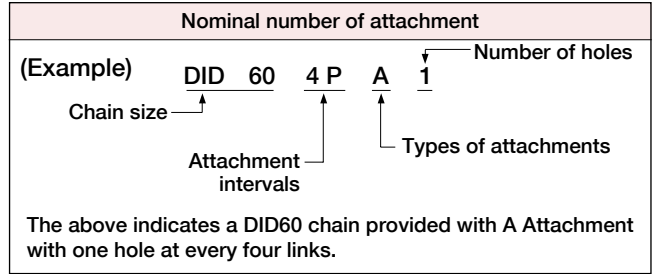 Nominal number of attachment
Number of holes
(Example) DID 60 4 P A 1
Chain size
Types of attachments
Attachment
intervals
The above indicates a DID60 chain provided with A Attachment
with one hole at every four links.